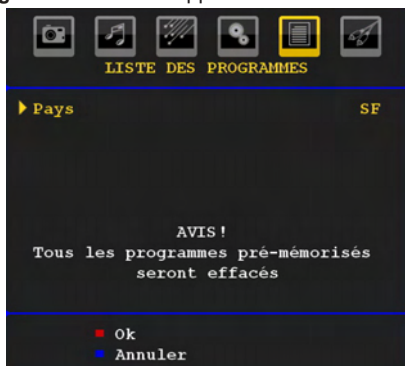 LISTE DES PROGRAMMES
Pays SF
AVIS!
Tous les programmes pré-mémorisés
seront effacés
Ok
Annuler